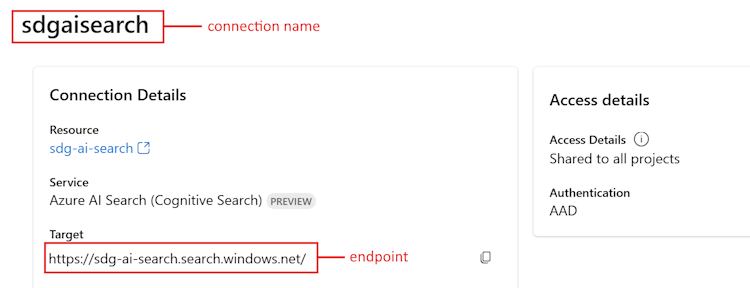 sdgaisearch
connection name
Connection Details
Resource
sdg-ai-search
Service
Azure AI Search (Cognitive Search) PREVIEW
Target
https://sdg-ai-search.search.windows.net/
endpoint
Access details
Access Details
Shared to all projects
Authentication
AAD